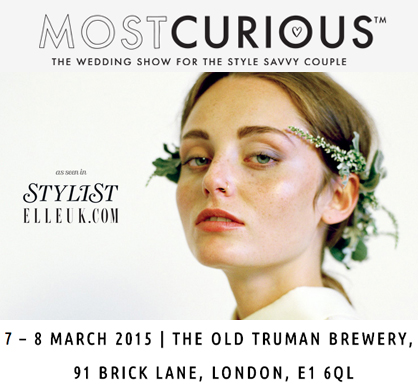 MOSTCURIOUS™
THE WEDDING SHOW FOR THE STYLE SAVVY COUPLE
as seen in
STYLIST
ELLEUK.COM
7 – 8 MARCH 2015 | THE OLD TRUMAN BREWERY,
91 BRICK LANE, LONDON, E1 6QL